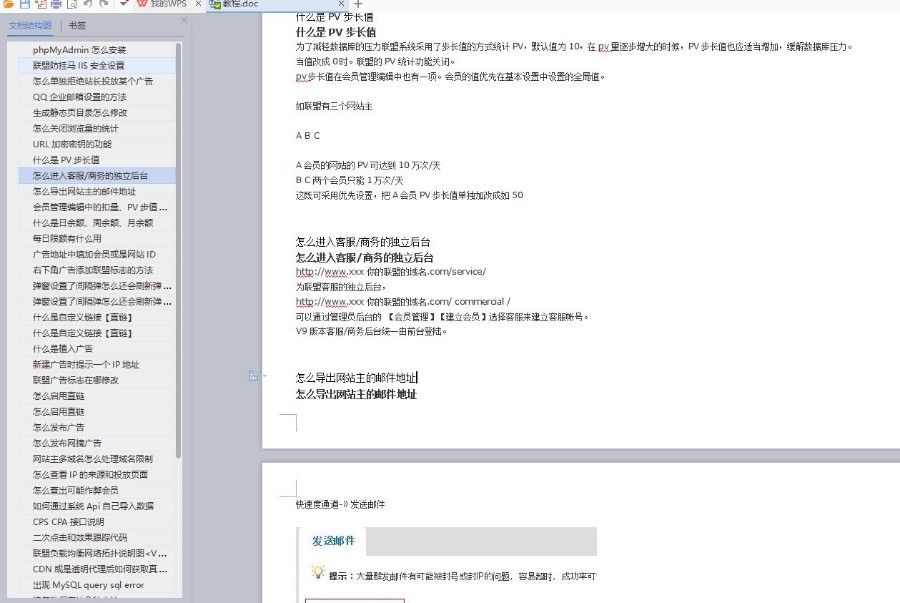 我的WPS
教程.doc
文档结构图
书签
phpMyAdmin 怎么安装
联盟防挂马 IIS 安全设置
怎么单独拒绝站长投放某个广告
QQ 企业邮箱设置的方法
生成静态页目录怎么修改
怎么关闭浏览量的统计
URL 加密密钥的功能
什么是 PV 步长值
怎么进入客服/商务的独立后台
怎么导出网站主的邮件地址
会员管理编辑中的扣量、PV 步值...
什么是日余额、周余额、月余额
每日限额有什么用
广告地址中填加会员或是网站 ID
右下角广告添加联盟标志的方法
弹窗设置了间隔弹怎么还会刷新弹...
弹窗设置了间隔弹怎么还会刷新弹...
什么是自定义链接【直链】
什么是自定义链接【直链】
什么是植入广告
新建广告时提示一个 IP 地址
联盟广告标志在哪修改
怎么启用直链
怎么启用直链
怎么发布广告
怎么发布网摘广告
网站主多域名怎么处理域名限制
怎么查看 IP 的来源和投放页面
怎么查出可能作弊会员
如何通过系统 Api 自己导入数据
CPS CPA 接口说明
二次点击和效果跟踪代码
联盟负载均衡网络拓扑说明图<V ...
CDN 或是透明代理后如何获取真...
出现 MySQL query sql error
什么是 PV 步长值
什么是 PV 步长值
为了减轻数据库的压力联盟系统采用了步长值的方式统计 PV，默认值为 10，在 pv 量逐步增大的时候，PV 步长也应适当增加，缓解数据库压力。
当值改成 0时。联盟的 PV 统计功能关闭。
pv步长值在会员管理编辑中也有一项。会员的值优先在基本设置中设置的全局值。
如联盟有三个网站主
A B C
A 会员的网站的 PV 可达到 10 万次/天
B C 两个会员只能 1万次/天
这既可采用优先设置，把 A 会员 PV 步长值单独加改成如 50
怎么进入客服/商务的独立后台
怎么进入客服/商务的独立后台
http://www.xxx 你的联盟的域名.com/service/
为联盟客服的独立后台，
http://www.xxx 你的联盟的域名.com/ commercial /
可以通过管理员后台的 【会员管理】【建立会员】选择客服来建立客服帐号。
V9 版本客服/商务后台统一由前台登陆。
怎么导出网站主的邮件地址
怎么导出网站主的邮件地址
快速度通道-》发送邮件
发送邮件
提示：大量群发邮件有可能被封号或封IP的问题，容易超时，成功率可